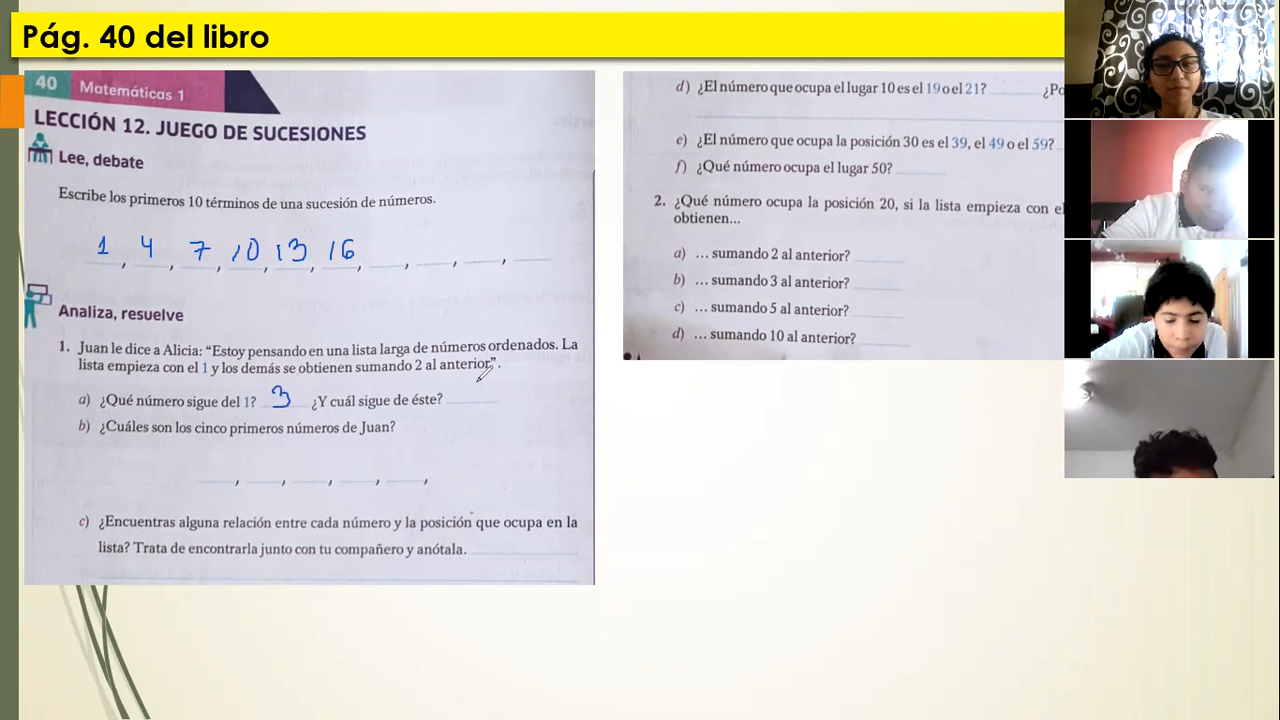 Pág. 40 del libro
40 Matemáticas 1
LECCIÓN 12. JUEGO DE SUCESIONES
Lee, debate
Escribe los primeros 10 términos de una sucesión de números.
1, 4, 7, 10, 13, 16, , , ,
Analiza, resuelve
1. Juan le dice a Alicia: “Estoy pensando en una lista larga de números ordenados. La
lista empieza con el 1 y los demás se obtienen sumando 2 al anterior”.
a) ¿Qué número sigue del 1? 3 ¿Y cuál sigue de éste?
b) ¿Cuáles son los cinco primeros números de Juan?
, , , , ,
c) ¿Encuentras alguna relación entre cada número y la posición que ocupa en la
lista? Trata de encontrarla junto con tu compañero y anótala.
d) ¿El número que ocupa el lugar 10 es el 19 o el 21?
e) ¿El número que ocupa la posición 30 es el 39, el 49 o el 59?
f) ¿Qué número ocupa el lugar 50?
2. ¿Qué número ocupa la posición 20, si la lista empieza con el
obtienen...
a) ... sumando 2 al anterior?
b) ... sumando 3 al anterior?
c) ... sumando 5 al anterior?
d) ... sumando 10 al anterior?